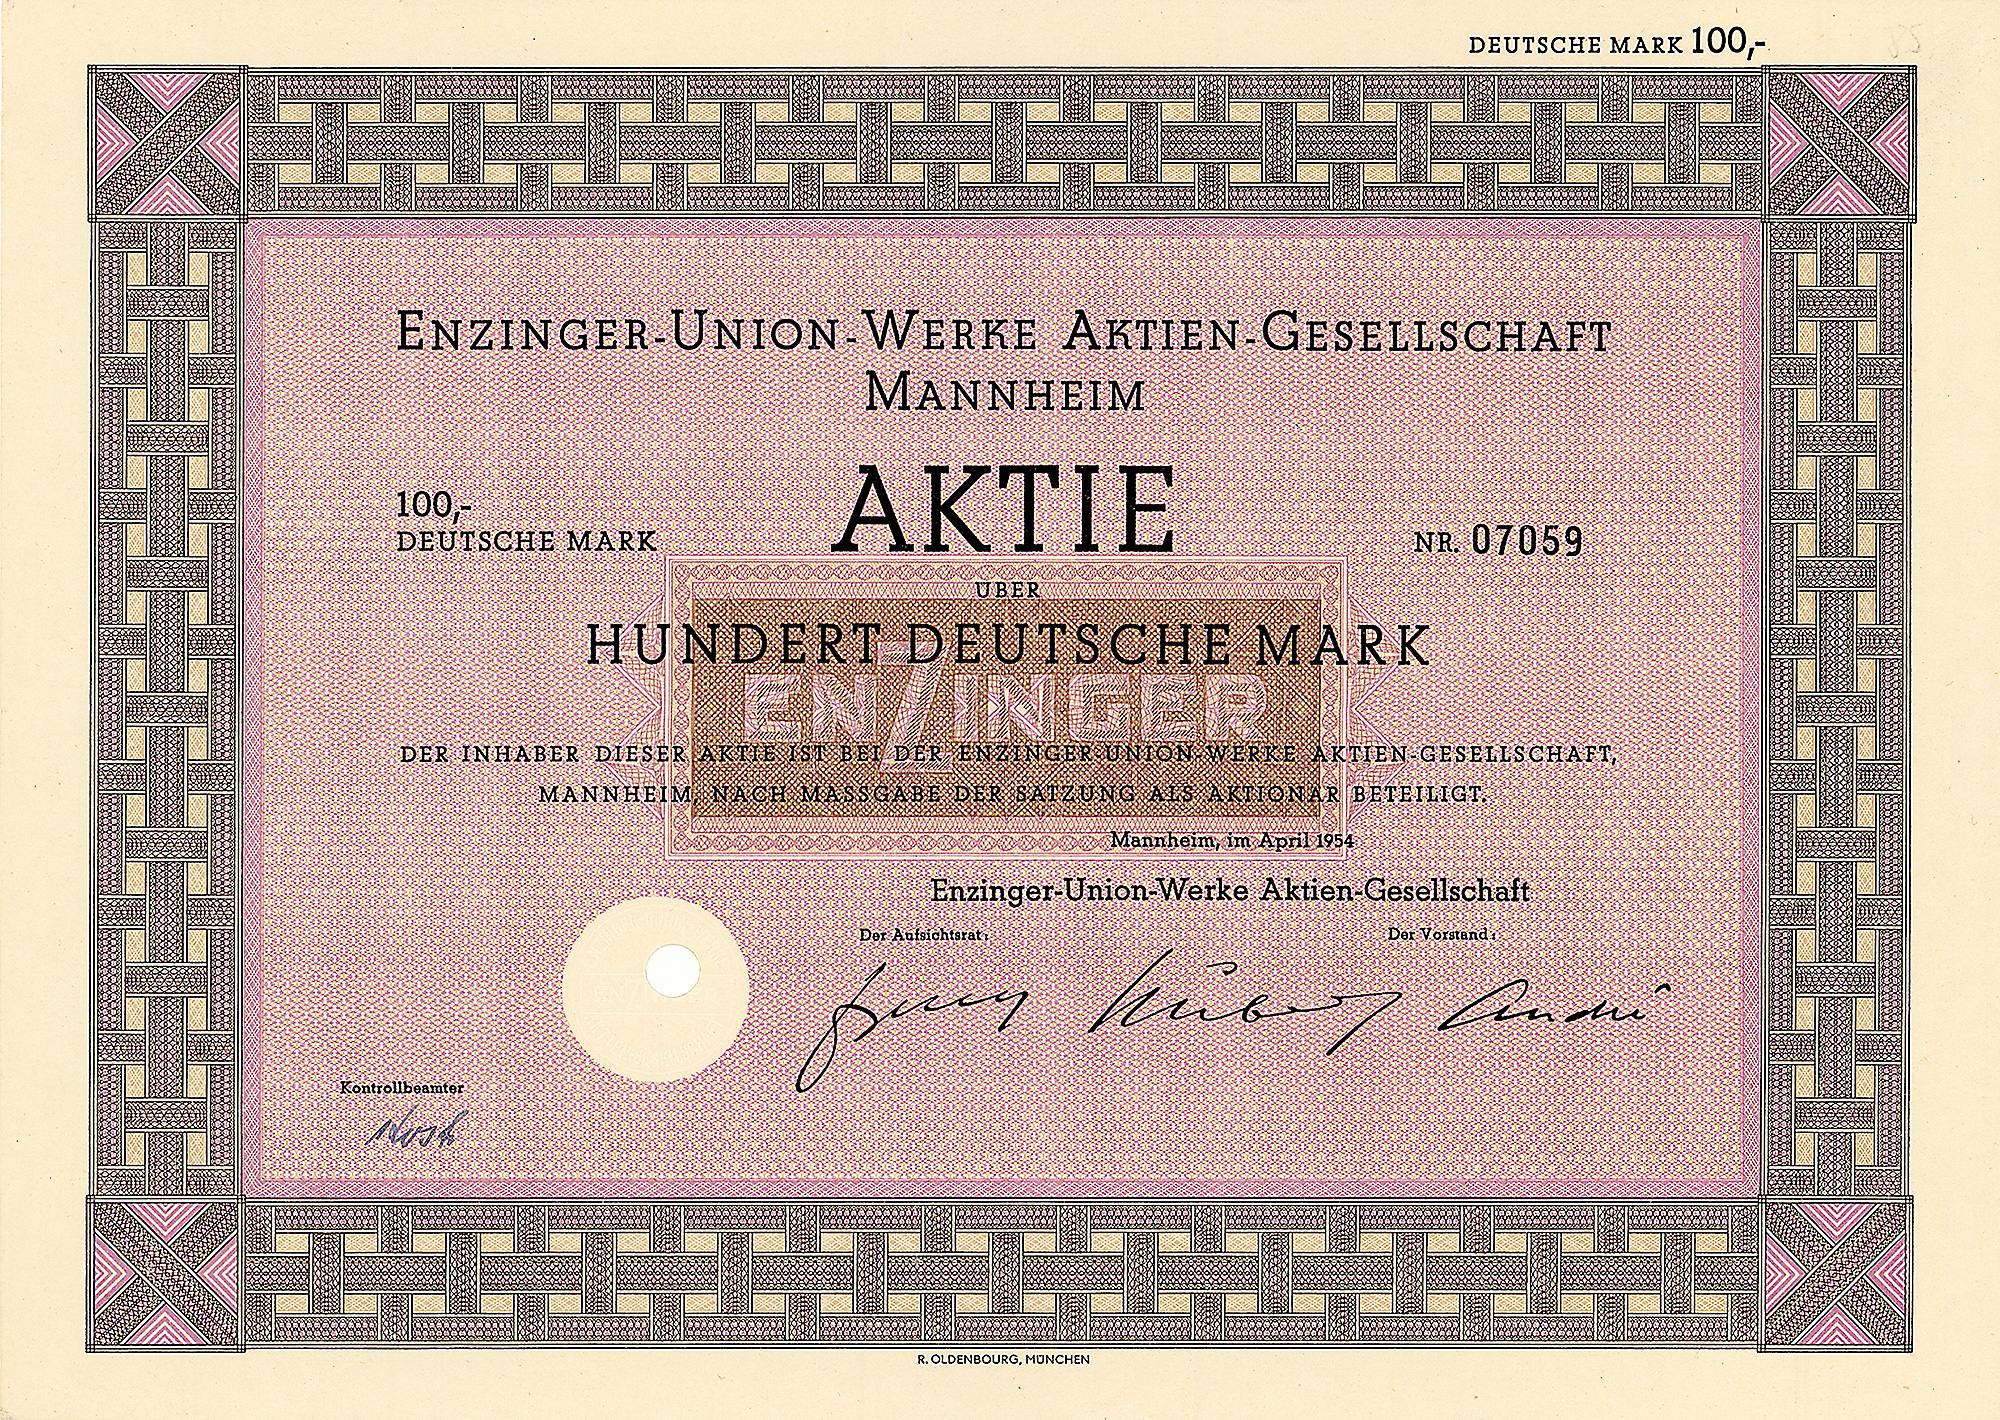 DEUTSCHE MARK 100,-
ENZINGER-UNION-WERKE AKTIEN-GESELLSCHAFT
MANNHEIM
AKTIE
100,-
DEUTSCHE MARK
NR. 07059
ÜBER
HUNDERT DEUTSCHE MARK
ENZINGER
DER INHABER DIESER AKTIE IST BEI DER ENZINGER-UNION-WERKE AKTIEN-GESELLSCHAFT,
MANNHEIM, NACH MASSGABE DER SATZUNG ALS AKTIONÄR BETEILIGT.
Mannheim, im April 1954
Enzinger-Union-Werke Aktien-Gesellschaft
Der Aufsichtsrat:
Der Vorstand:
André
Kontrollbeamter
R. OLDENBOURG, MÜNCHEN